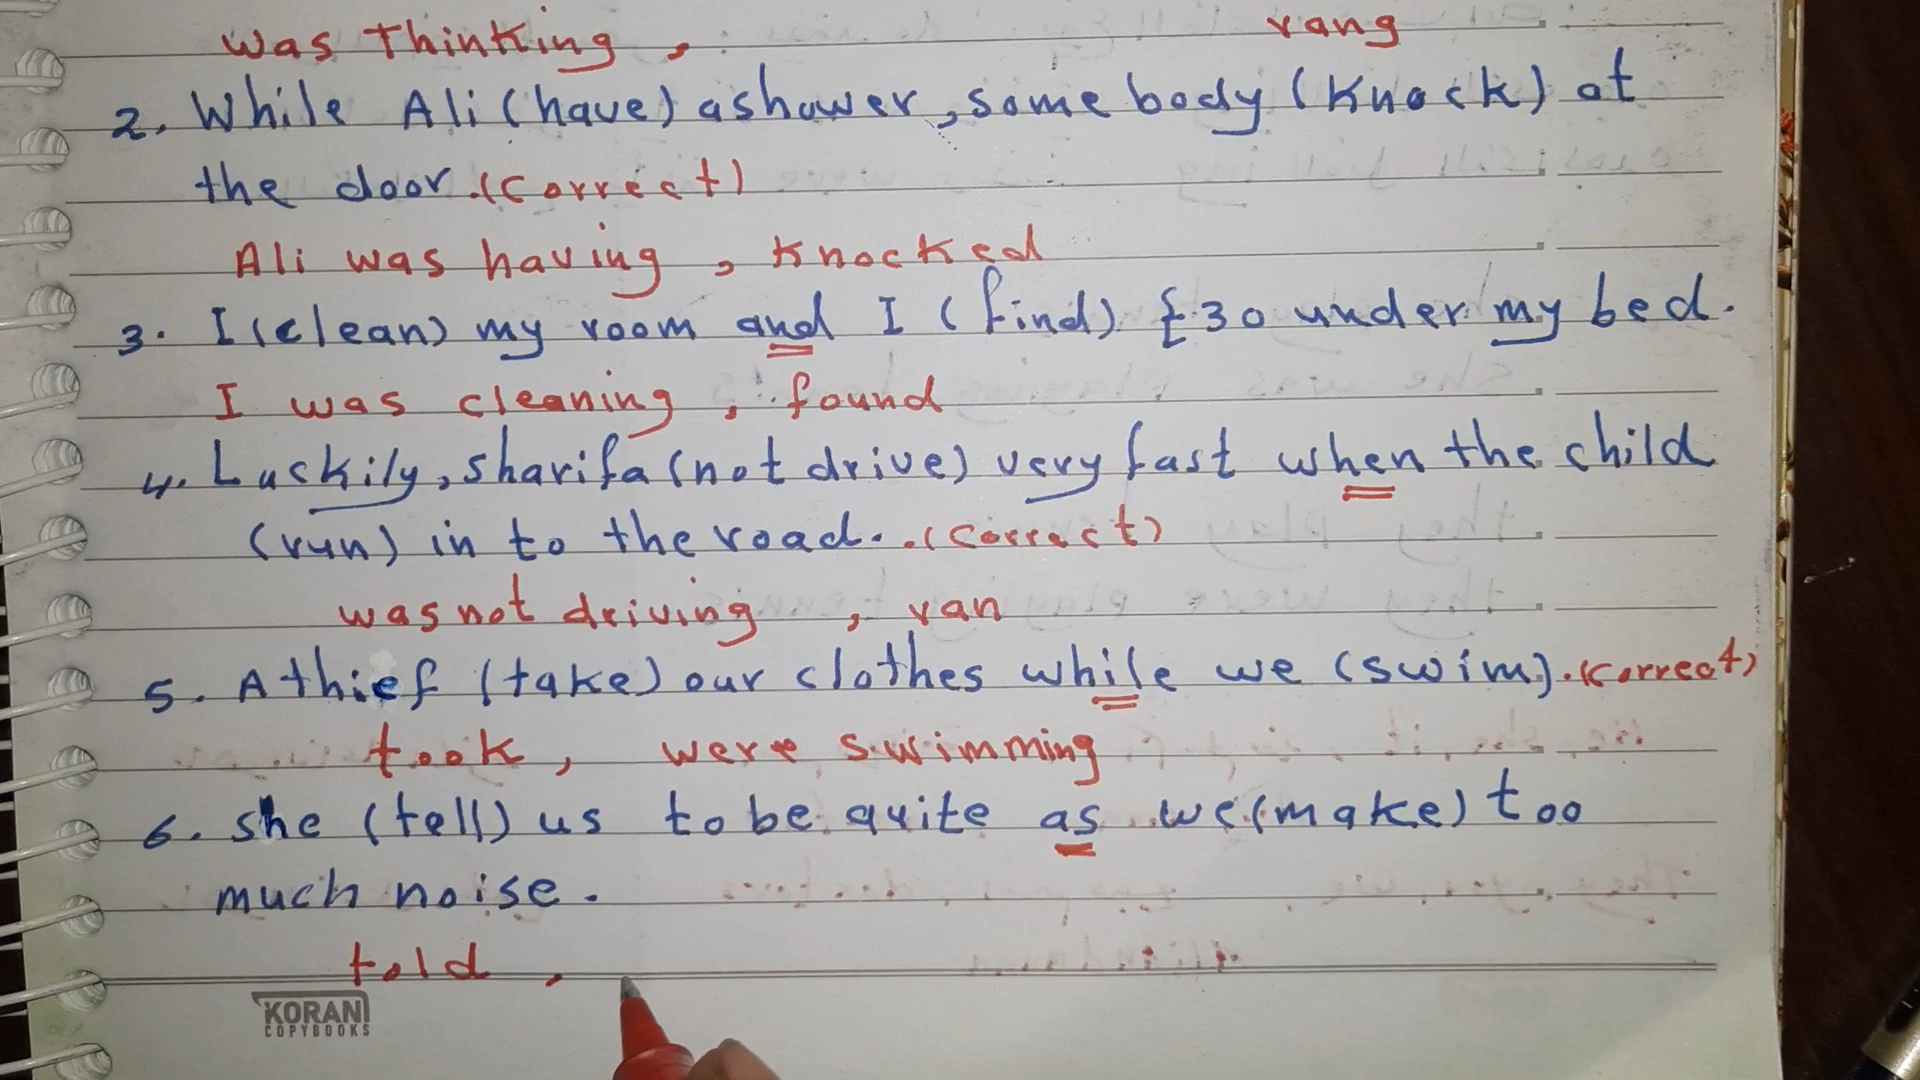 was Thinking , rang
2. While Ali (have) a shower, some body (Knock) at
the door. (Correct)
Ali was having , Knocked
3. I (clean) my room and I (find) £30 under my bed.
I was cleaning , found
4. Luckily, sharifa (not drive) very fast when the child
(run) in to the road. (Correct)
was not driving , ran
5. A thief (take) our clothes while we (swim). (Correct)
took , were swimming
6. she (tell) us to be quite as we (make) too
much noise.
told ,
KORANI
COPYBOOKS